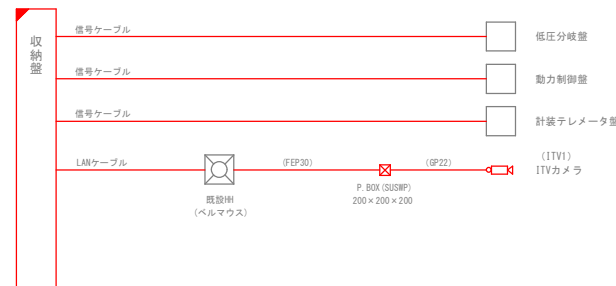 収納盤
信号ケーブル
低圧分岐盤
信号ケーブル
動力制御盤
信号ケーブル
計装テレメータ盤
LANケーブル
(FEP30)
(GP22)
(ITV1)
ITVカメラ
既設HH
(ベルマウス)
P.BOX(SUSWP)
200×200×200